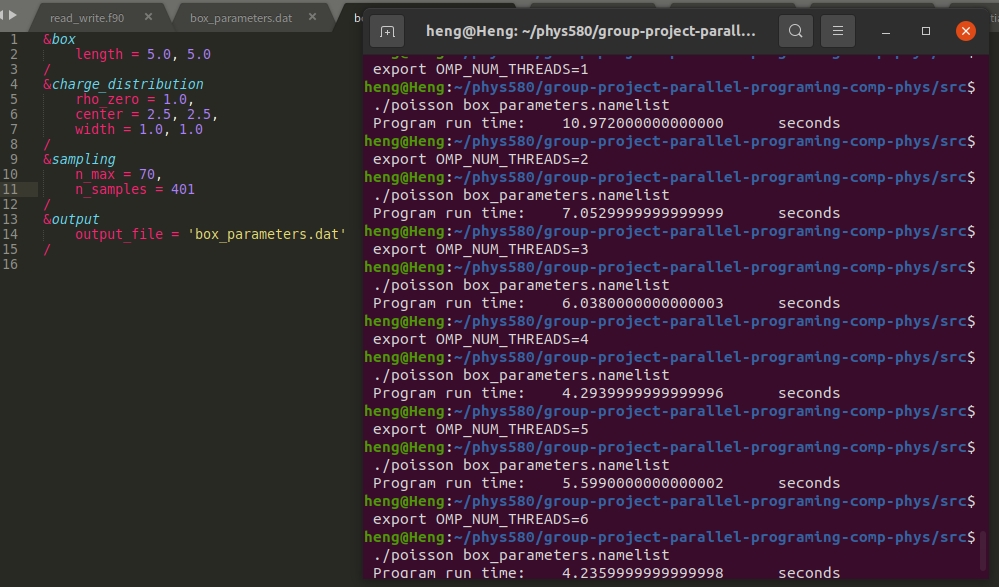 read_write.f90 × box_parameters.dat ×
1 &box
2 length = 5.0, 5.0
3 /
4 &charge_distribution
5 rho_zero = 1.0,
6 center = 2.5, 2.5,
7 width = 1.0, 1.0
8 /
9 &sampling
10 n_max = 70,
11 n_samples = 401
12 /
13 &output
14 output_file = 'box_parameters.dat'
15 /
16
heng@Heng: ~/phys580/group-project-parall...
export OMP_NUM_THREADS=1
heng@Heng:~/phys580/group-project-parallel-programing-comp-phys/src$
./poisson box_parameters.namelist
Program run time: 10.972000000000000 seconds
heng@Heng:~/phys580/group-project-parallel-programing-comp-phys/src$
export OMP_NUM_THREADS=2
heng@Heng:~/phys580/group-project-parallel-programing-comp-phys/src$
./poisson box_parameters.namelist
Program run time: 7.0529999999999999 seconds
heng@Heng:~/phys580/group-project-parallel-programing-comp-phys/src$
export OMP_NUM_THREADS=3
heng@Heng:~/phys580/group-project-parallel-programing-comp-phys/src$
./poisson box_parameters.namelist
Program run time: 6.0380000000000003 seconds
heng@Heng:~/phys580/group-project-parallel-programing-comp-phys/src$
export OMP_NUM_THREADS=4
heng@Heng:~/phys580/group-project-parallel-programing-comp-phys/src$
./poisson box_parameters.namelist
Program run time: 4.2939999999999996 seconds
heng@Heng:~/phys580/group-project-parallel-programing-comp-phys/src$
export OMP_NUM_THREADS=5
heng@Heng:~/phys580/group-project-parallel-programing-comp-phys/src$
./poisson box_parameters.namelist
Program run time: 5.5990000000000002 seconds
heng@Heng:~/phys580/group-project-parallel-programing-comp-phys/src$
export OMP_NUM_THREADS=6
heng@Heng:~/phys580/group-project-parallel-programing-comp-phys/src$
./poisson box_parameters.namelist
Program run time: 4.2359999999999998 seconds